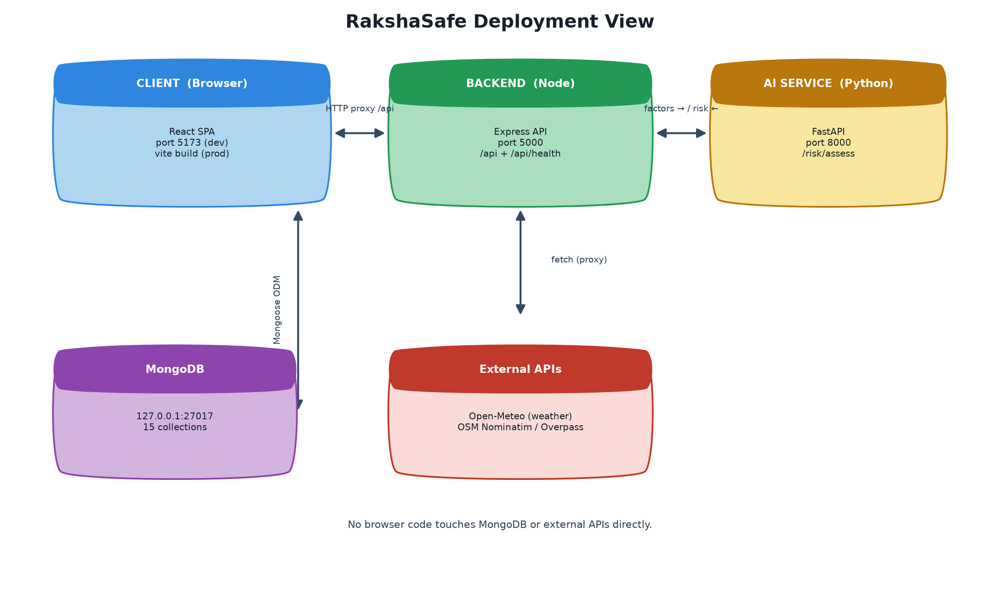 RakshaSafe Deployment View
CLIENT  (Browser)
React SPA
port 5173 (dev)
vite build (prod)
HTTP proxy /api
BACKEND  (Node)
Express API
port 5000
/api + /api/health
factors → / risk ←
AI SERVICE  (Python)
FastAPI
port 8000
/risk/assess
Mongoose ODM
fetch (proxy)
MongoDB
127.0.0.1:27017
15 collections
External APIs
Open-Meteo (weather)
OSM Nominatim / Overpass
No browser code touches MongoDB or external APIs directly.